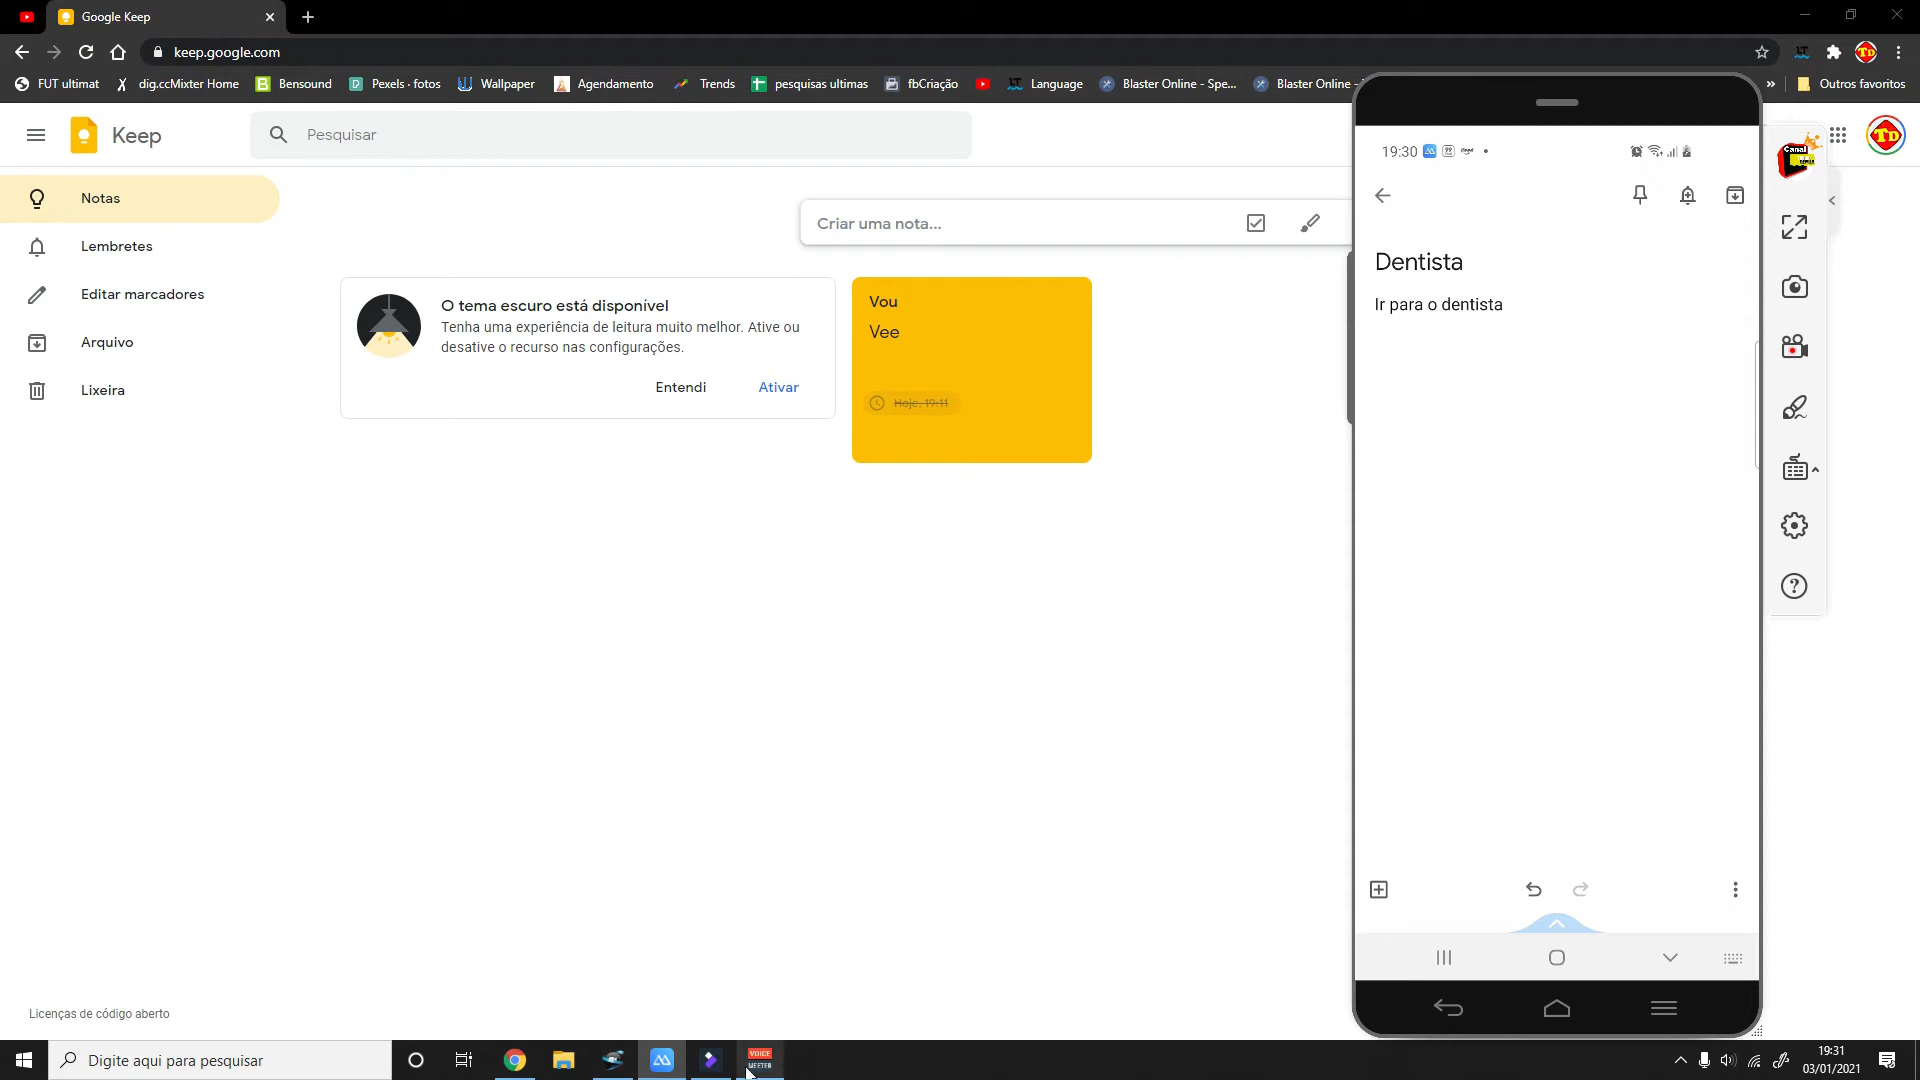 Google Keep
keep.google.com
FUT ultimat
dig.ccMixter Home
Bensound
Pexels · fotos
Wallpaper
Agendamento
Trends
pesquisas ultimas
fbCriação
Language
Blaster Online - Spe...
Blaster Online -
»
Outros favoritos
Keep
Pesquisar
Notas
Lembretes
Editar marcadores
Arquivo
Lixeira
Criar uma nota...
O tema escuro está disponível
Tenha uma experiência de leitura muito melhor. Ative ou
desative o recurso nas configurações.
Entendi
Ativar
Vou
Vee
Hoje, 19:11
19:30
Dentista
Ir para o dentista
Canal
TD
Licenças de código aberto
Digite aqui para pesquisar
VOICE
MEETER
19:31
03/01/2021